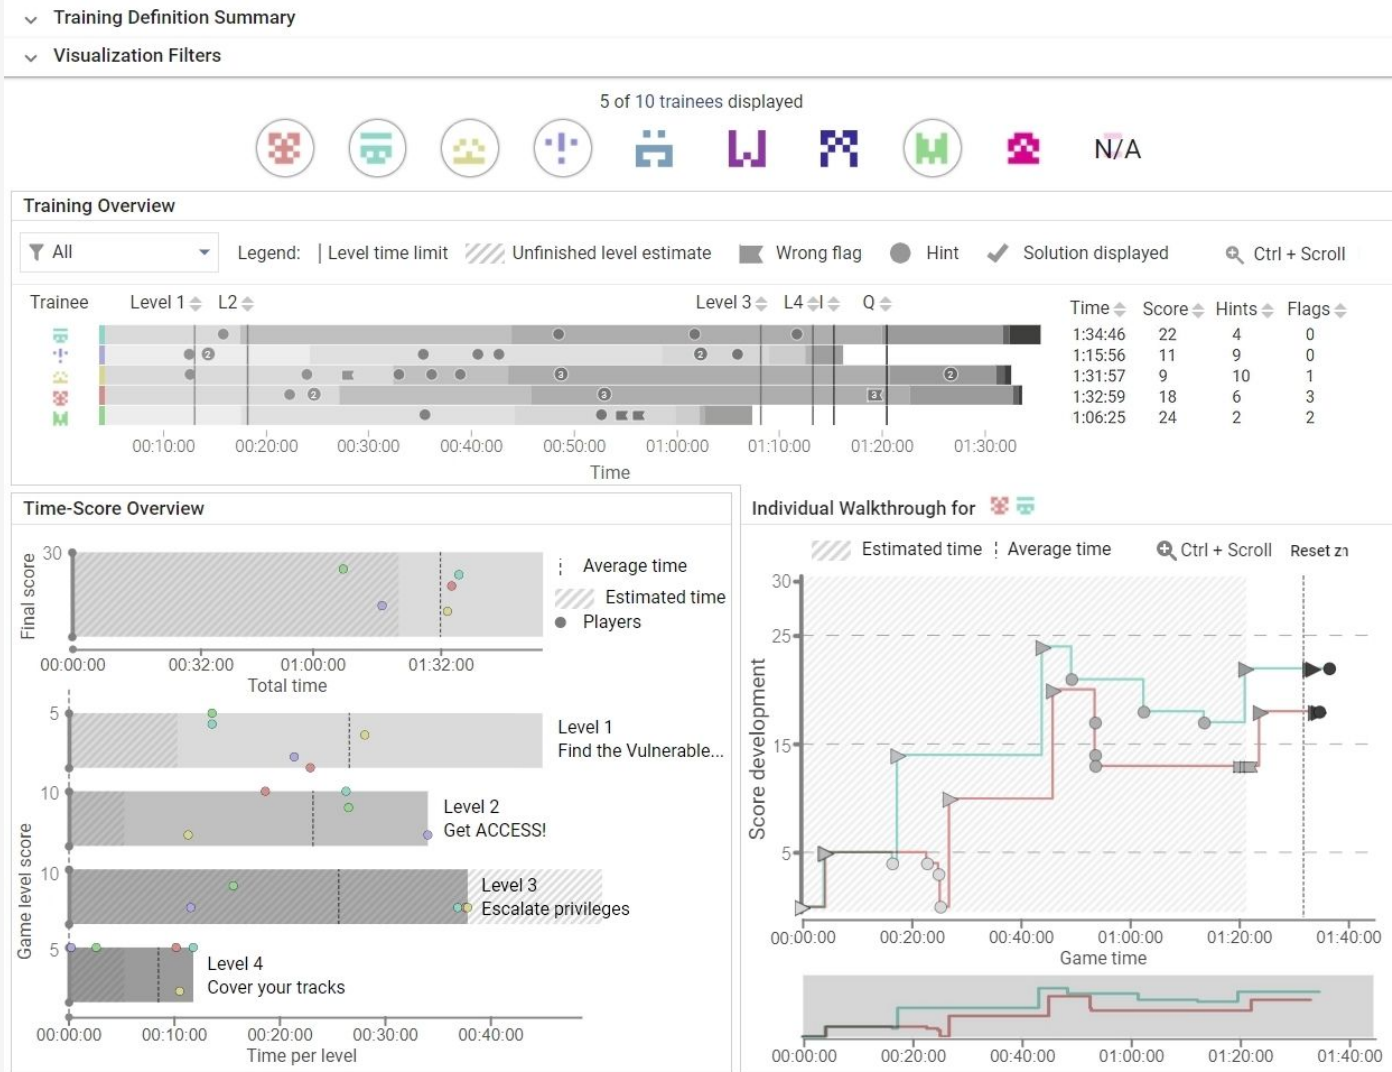 Training Definition Summary
Visualization Filters
5 of 10 trainees displayed
N/A
Training Overview
All
Legend: Level time limit Unfinished level estimate Wrong flag Hint Solution displayed Ctrl + Scroll
Trainee Level 1 L2 Level 3 L4 I Q Time Score Hints Flags
1:34:46 22 4 0
2 2 1:15:56 11 9 0
3 2 1:31:57 9 10 1
2 3 3 1:32:59 18 6 3
1:06:25 24 2 2
00:10:00 00:20:00 00:30:00 00:40:00 00:50:00 01:00:00 01:10:00 01:20:00 01:30:00
Time
Time-Score Overview
Final score
30
Average time
Estimated time
Players
00:00:00 00:32:00 01:00:00 01:32:00
Total time
Game level score
5
Level 1
Find the Vulnerable...
10
Level 2
Get ACCESS!
10
Level 3
Escalate privileges
5
Level 4
Cover your tracks
00:00:00 00:10:00 00:20:00 00:30:00 00:40:00
Time per level
Individual Walkthrough for
Estimated time Average time Ctrl + Scroll Reset
Score development
30
25
15
5
00:00:00 00:20:00 00:40:00 01:00:00 01:20:00 01:40:00
Game time
00:00:00 00:20:00 00:40:00 01:00:00 01:20:00 01:40:00